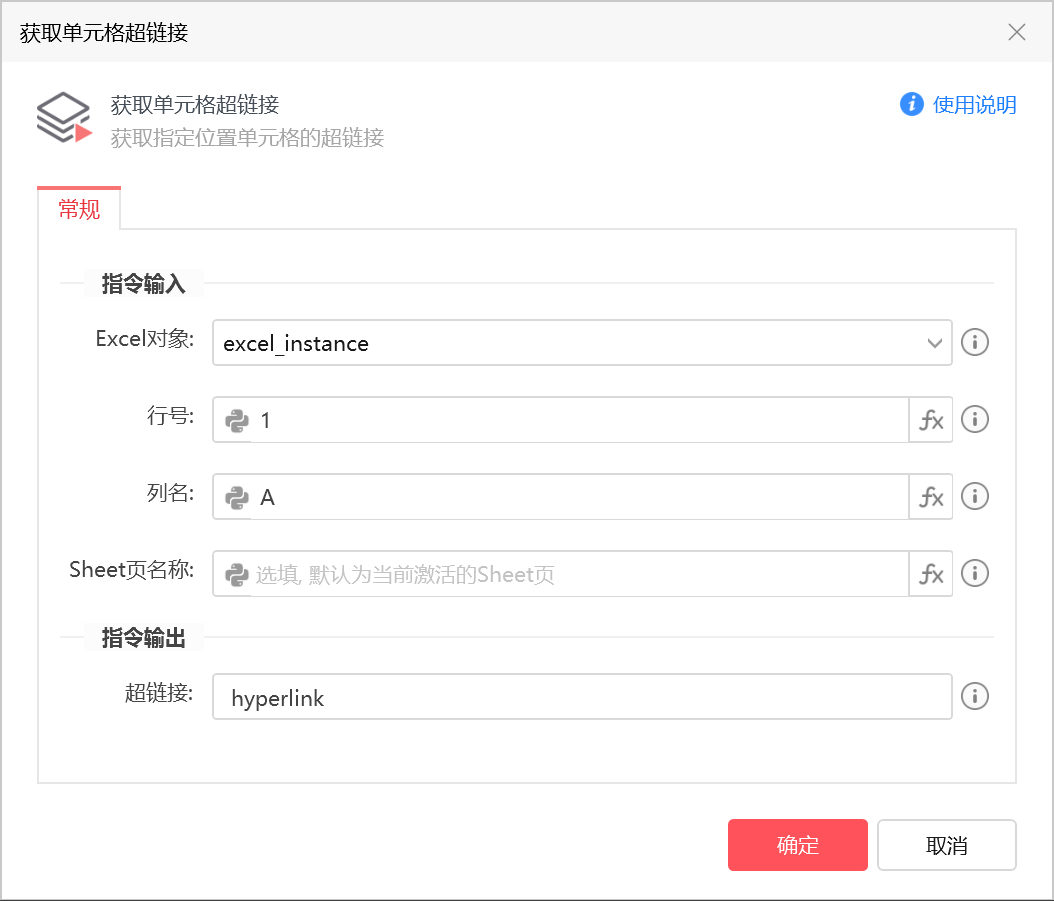 获取单元格超链接
获取单元格超链接
使用说明
获取指定位置单元格的超链接
常规
指令输入
Excel对象: excel_instance
行号: 1 fx
列名: A fx
Sheet页名称: 选填, 默认为当前激活的Sheet页 fx
指令输出
超链接: hyperlink
确定 取消